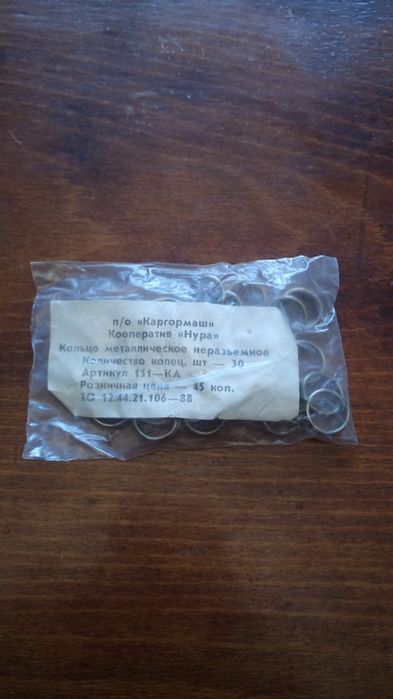 п/о «Каргормаш»
Кооператив «Нура»
Кольцо металлическое неразъемное
Количество колец, шт — 30
Артикул 151—КА
Розничная цена — 45 коп.
ТО 12.44.21.106—88